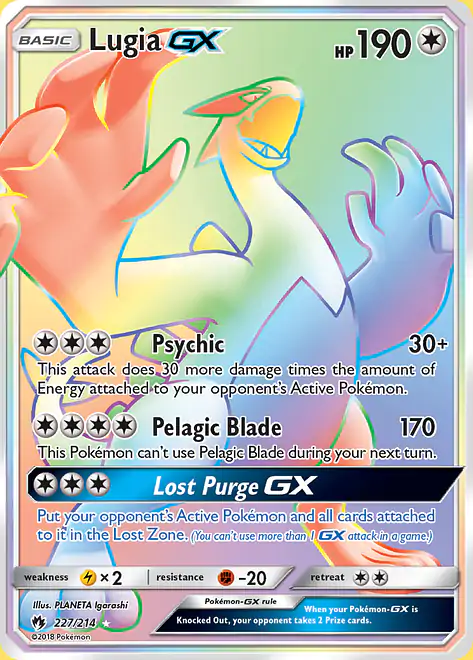 BASIC Lugia GX HP 190
Psychic 30+
This attack does 30 more damage times the amount of
Energy attached to your opponent's Active Pokémon.
Pelagic Blade 170
This Pokémon can't use Pelagic Blade during your next turn.
Lost Purge GX
Put your opponent's Active Pokémon and all cards attached
to it in the Lost Zone. (You can't use more than 1 GX attack in a game.)
weakness × 2 resistance -20 retreat
Illus. PLANETA Igarashi
227/214
©2018 Pokémon
Pokémon-GX rule
When your Pokémon-GX is
Knocked Out, your opponent takes 2 Prize cards.